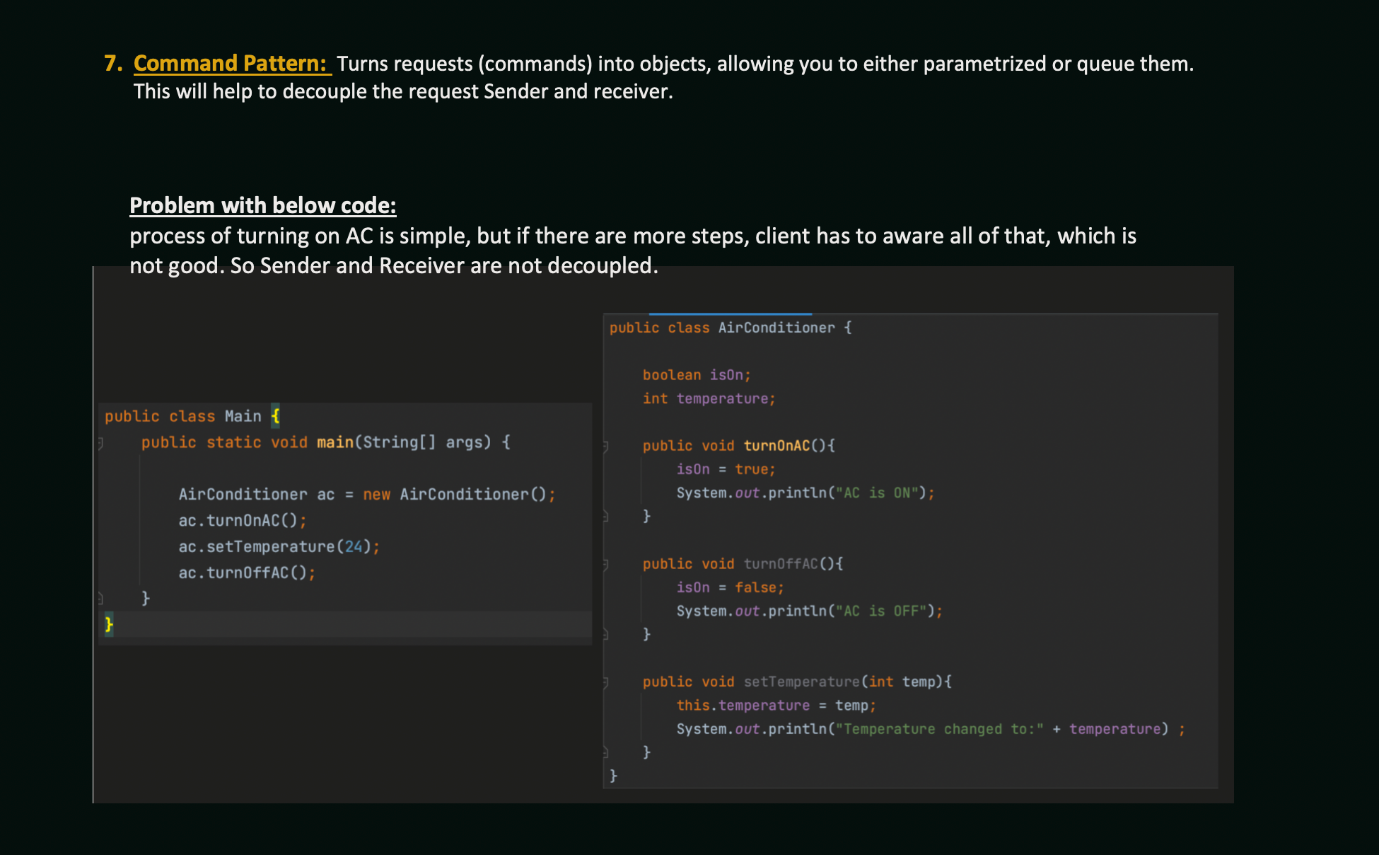 7. Command Pattern: Turns requests (commands) into objects, allowing you to either parametrized or queue them.
This will help to decouple the request Sender and receiver.
Problem with below code:
process of turning on AC is simple, but if there are more steps, client has to aware all of that, which is
not good. So Sender and Receiver are not decoupled.
public class Main {
public static void main(String[] args) {
AirConditioner ac = new AirConditioner();
ac.turnOnAC();
ac.setTemperature(24);
ac.turnOffAC();
}
}
public class AirConditioner {
boolean isOn;
int temperature;
public void turnOnAC(){
isOn = true;
System.out.println("AC is ON");
}
public void turnOffAC(){
isOn = false;
System.out.println("AC is OFF");
}
public void setTemperature(int temp){
this.temperature = temp;
System.out.println("Temperature changed to:" + temperature) ;
}
}